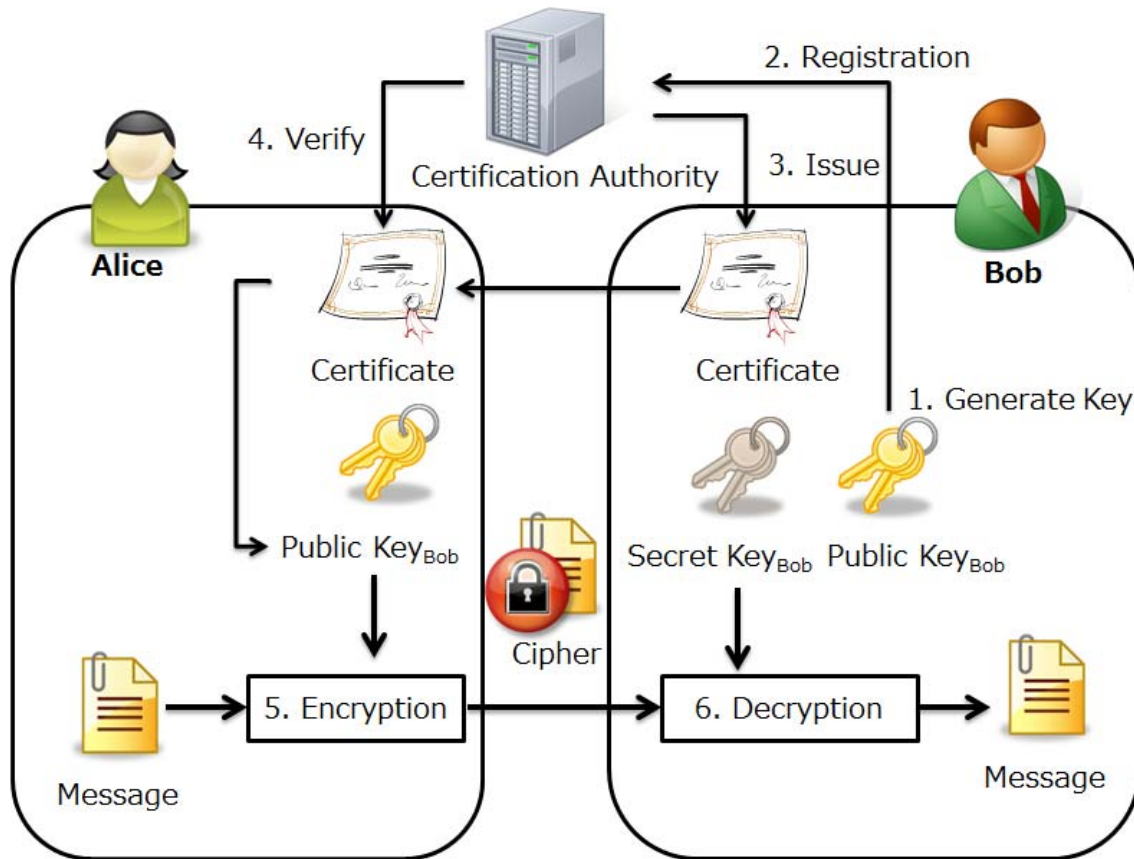 2. Registration
4. Verify
Certification Authority
3. Issue
Alice
Bob
Certificate
Certificate
1. Generate Key
Public KeyBob
Secret KeyBob
Public KeyBob
Cipher
5. Encryption
6. Decryption
Message
Message